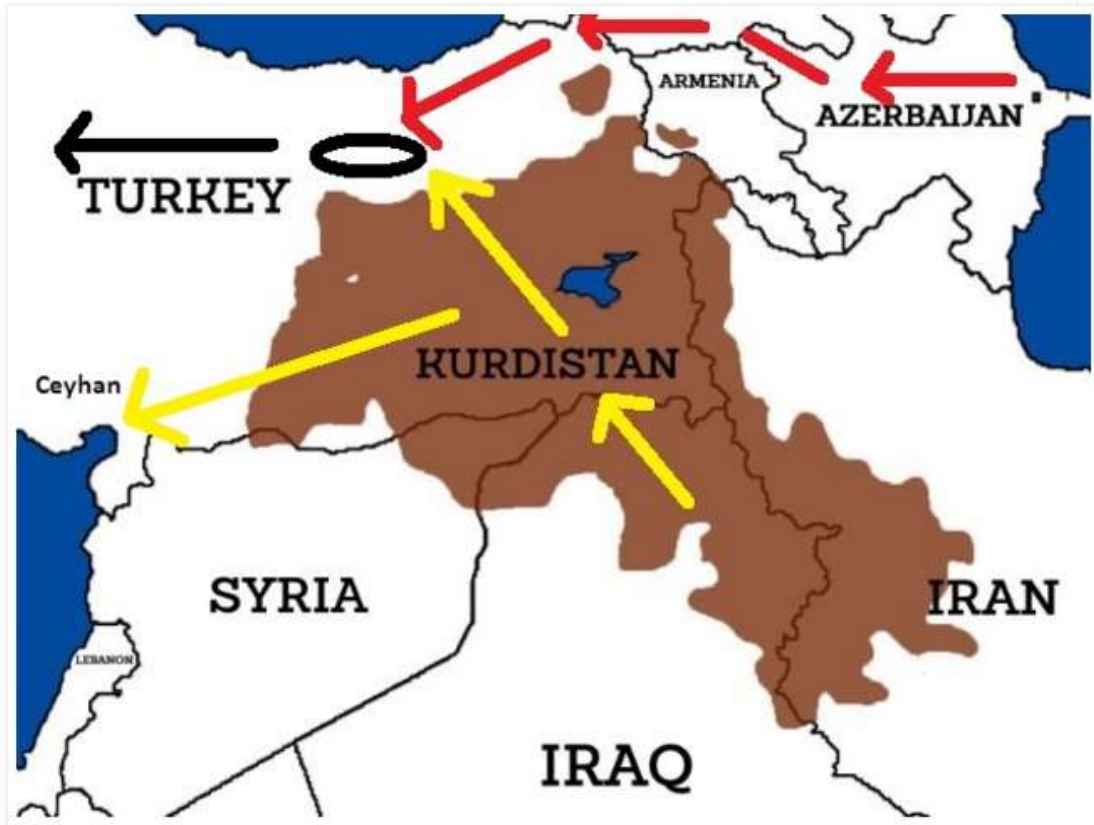 ARMENIA
AZERBAIJAN
TURKEY
KURDISTAN
Ceyhan
SYRIA
IRAN
LEBANON
IRAQ